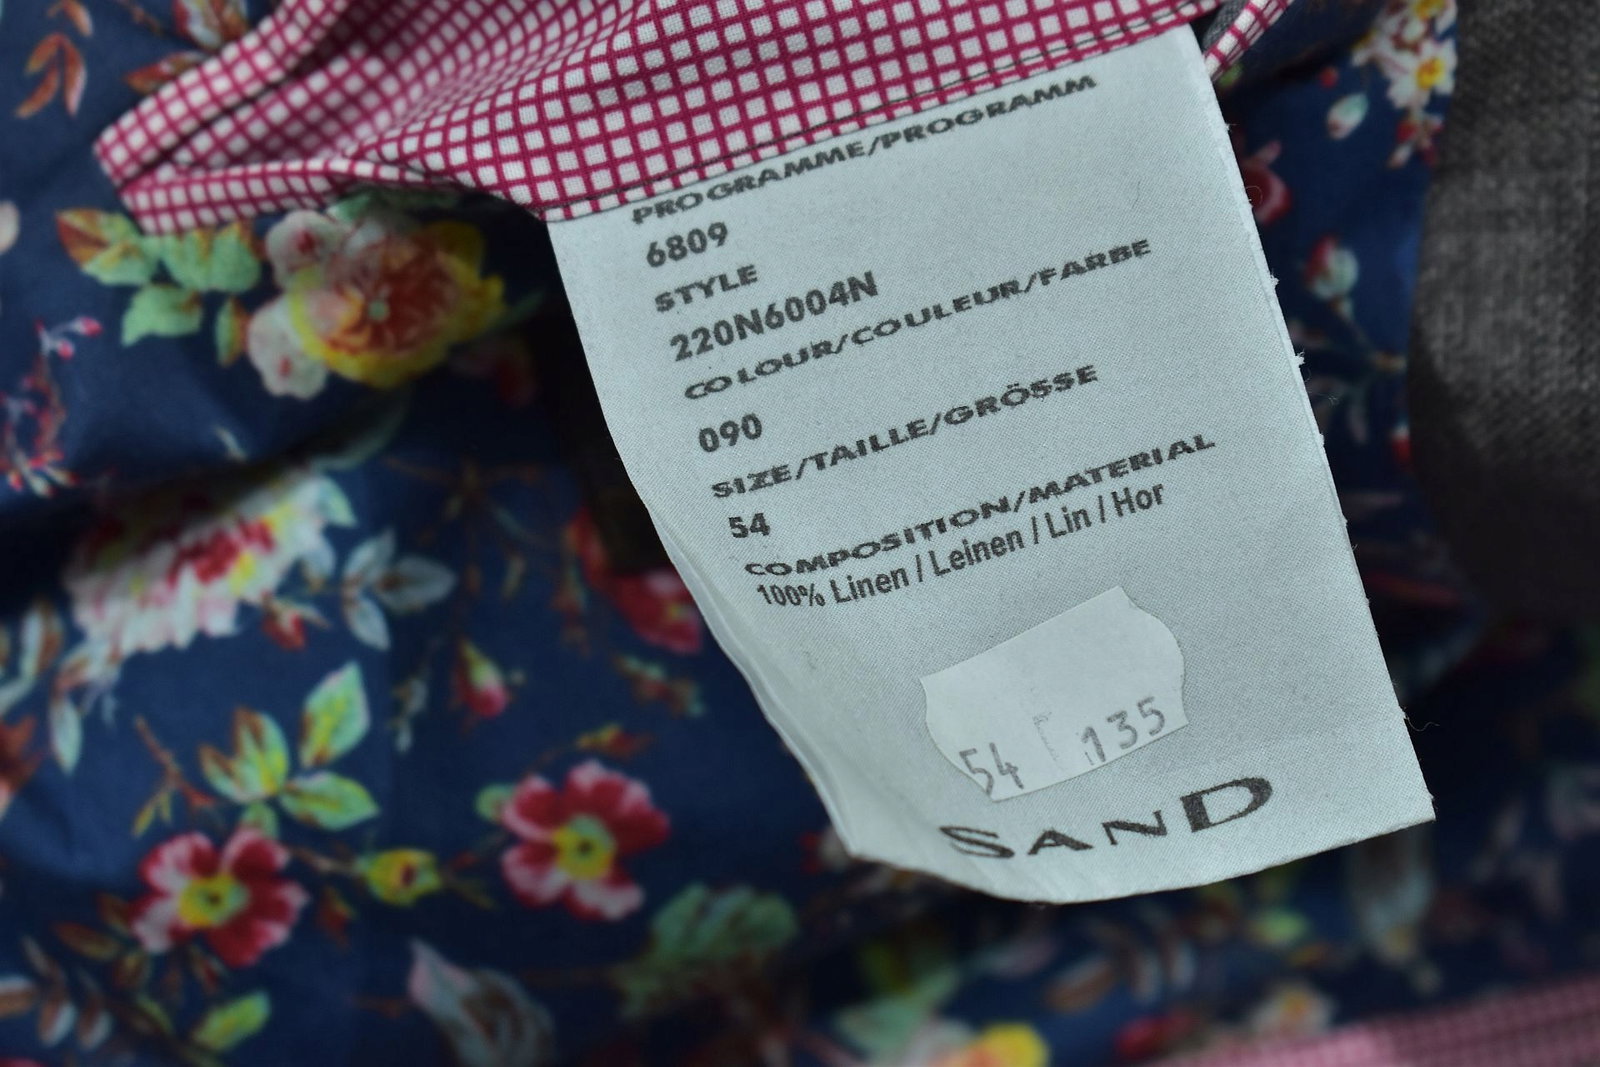 PROGRAMME/PROGRAMM
6809
STYLE
220N6004N
COLOUR/COULEUR/FARBE
090
SIZE/TAILLE/GRÖSSE
54
COMPOSITION/MATERIAL
100% Linen / Leinen / Lin / Hor
54 135
SAND